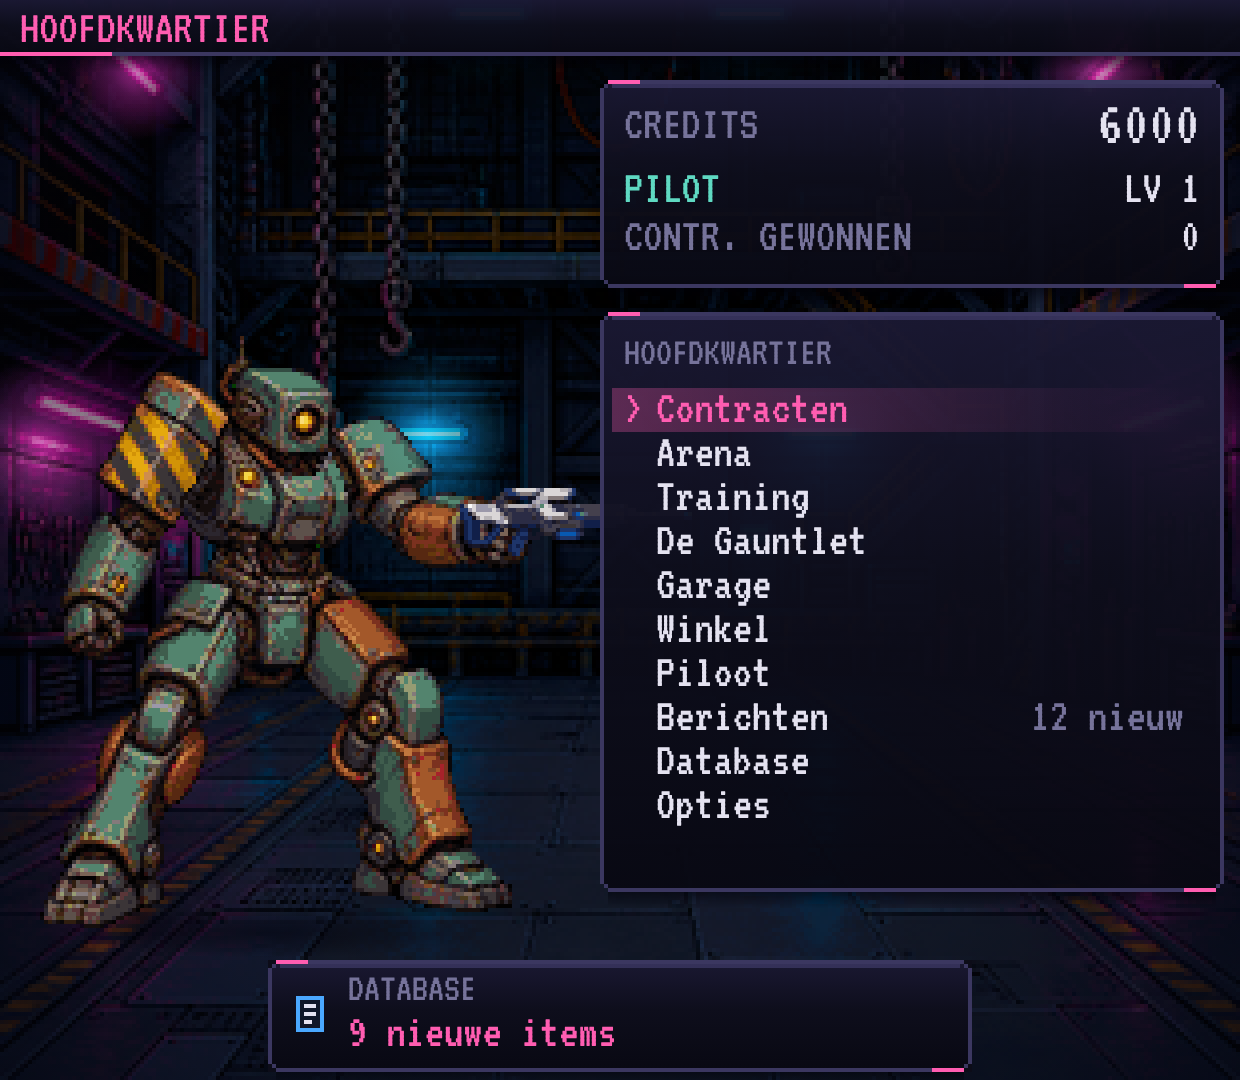 HOOFDKWARTIER
CREDITS 6000
PILOT LV 1
CONTR. GEWONNEN 0
HOOFDKWARTIER
> Contracten
Arena
Training
De Gauntlet
Garage
Winkel
Piloot
Berichten 12 nieuw
Database
Opties
DATABASE
9 nieuwe items